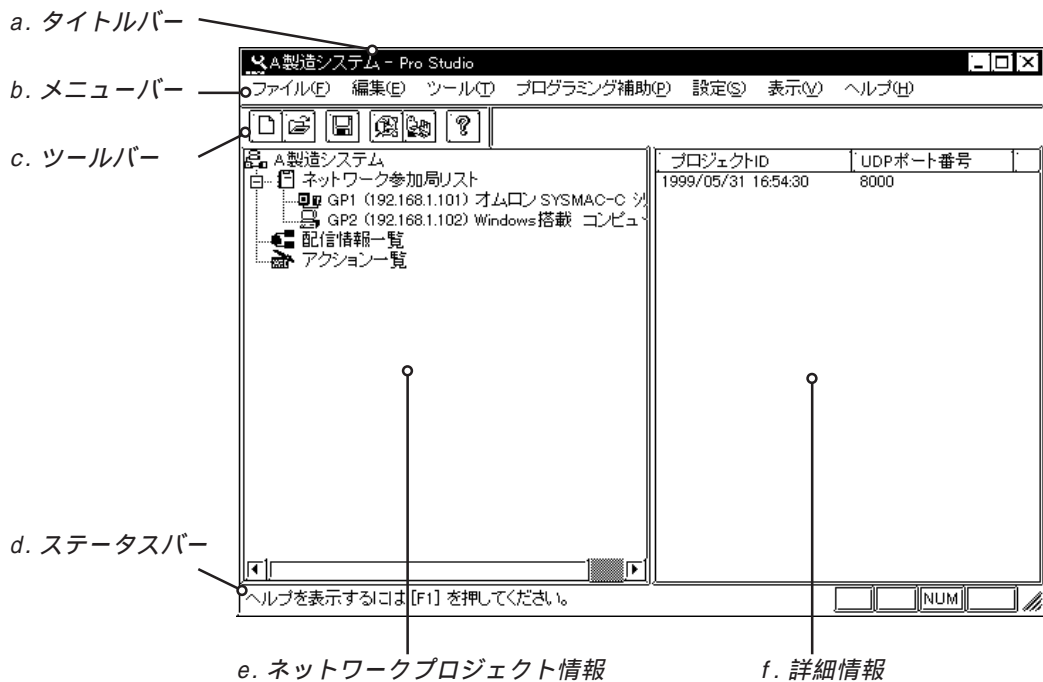 a. タイトルバー
A製造システム - Pro Studio
b. メニューバー
ファイル(F) 編集(E) ツール(T) プログラミング補助(P) 設定(S) 表示(V) ヘルプ(H)
c. ツールバー
A製造システム
プロジェクトID UDPポート番号
ネットワーク参加局リスト
1999/05/31 16:54:30 8000
GP1 (192.168.1.101) オムロン SYSMAC-C
GP2 (192.168.1.102) Windows搭載 コンピュ
配信情報一覧
アクション一覧
d. ステータスバー
ヘルプを表示するには [F1] を押してください。
NUM
e. ネットワークプロジェクト情報
f. 詳細情報